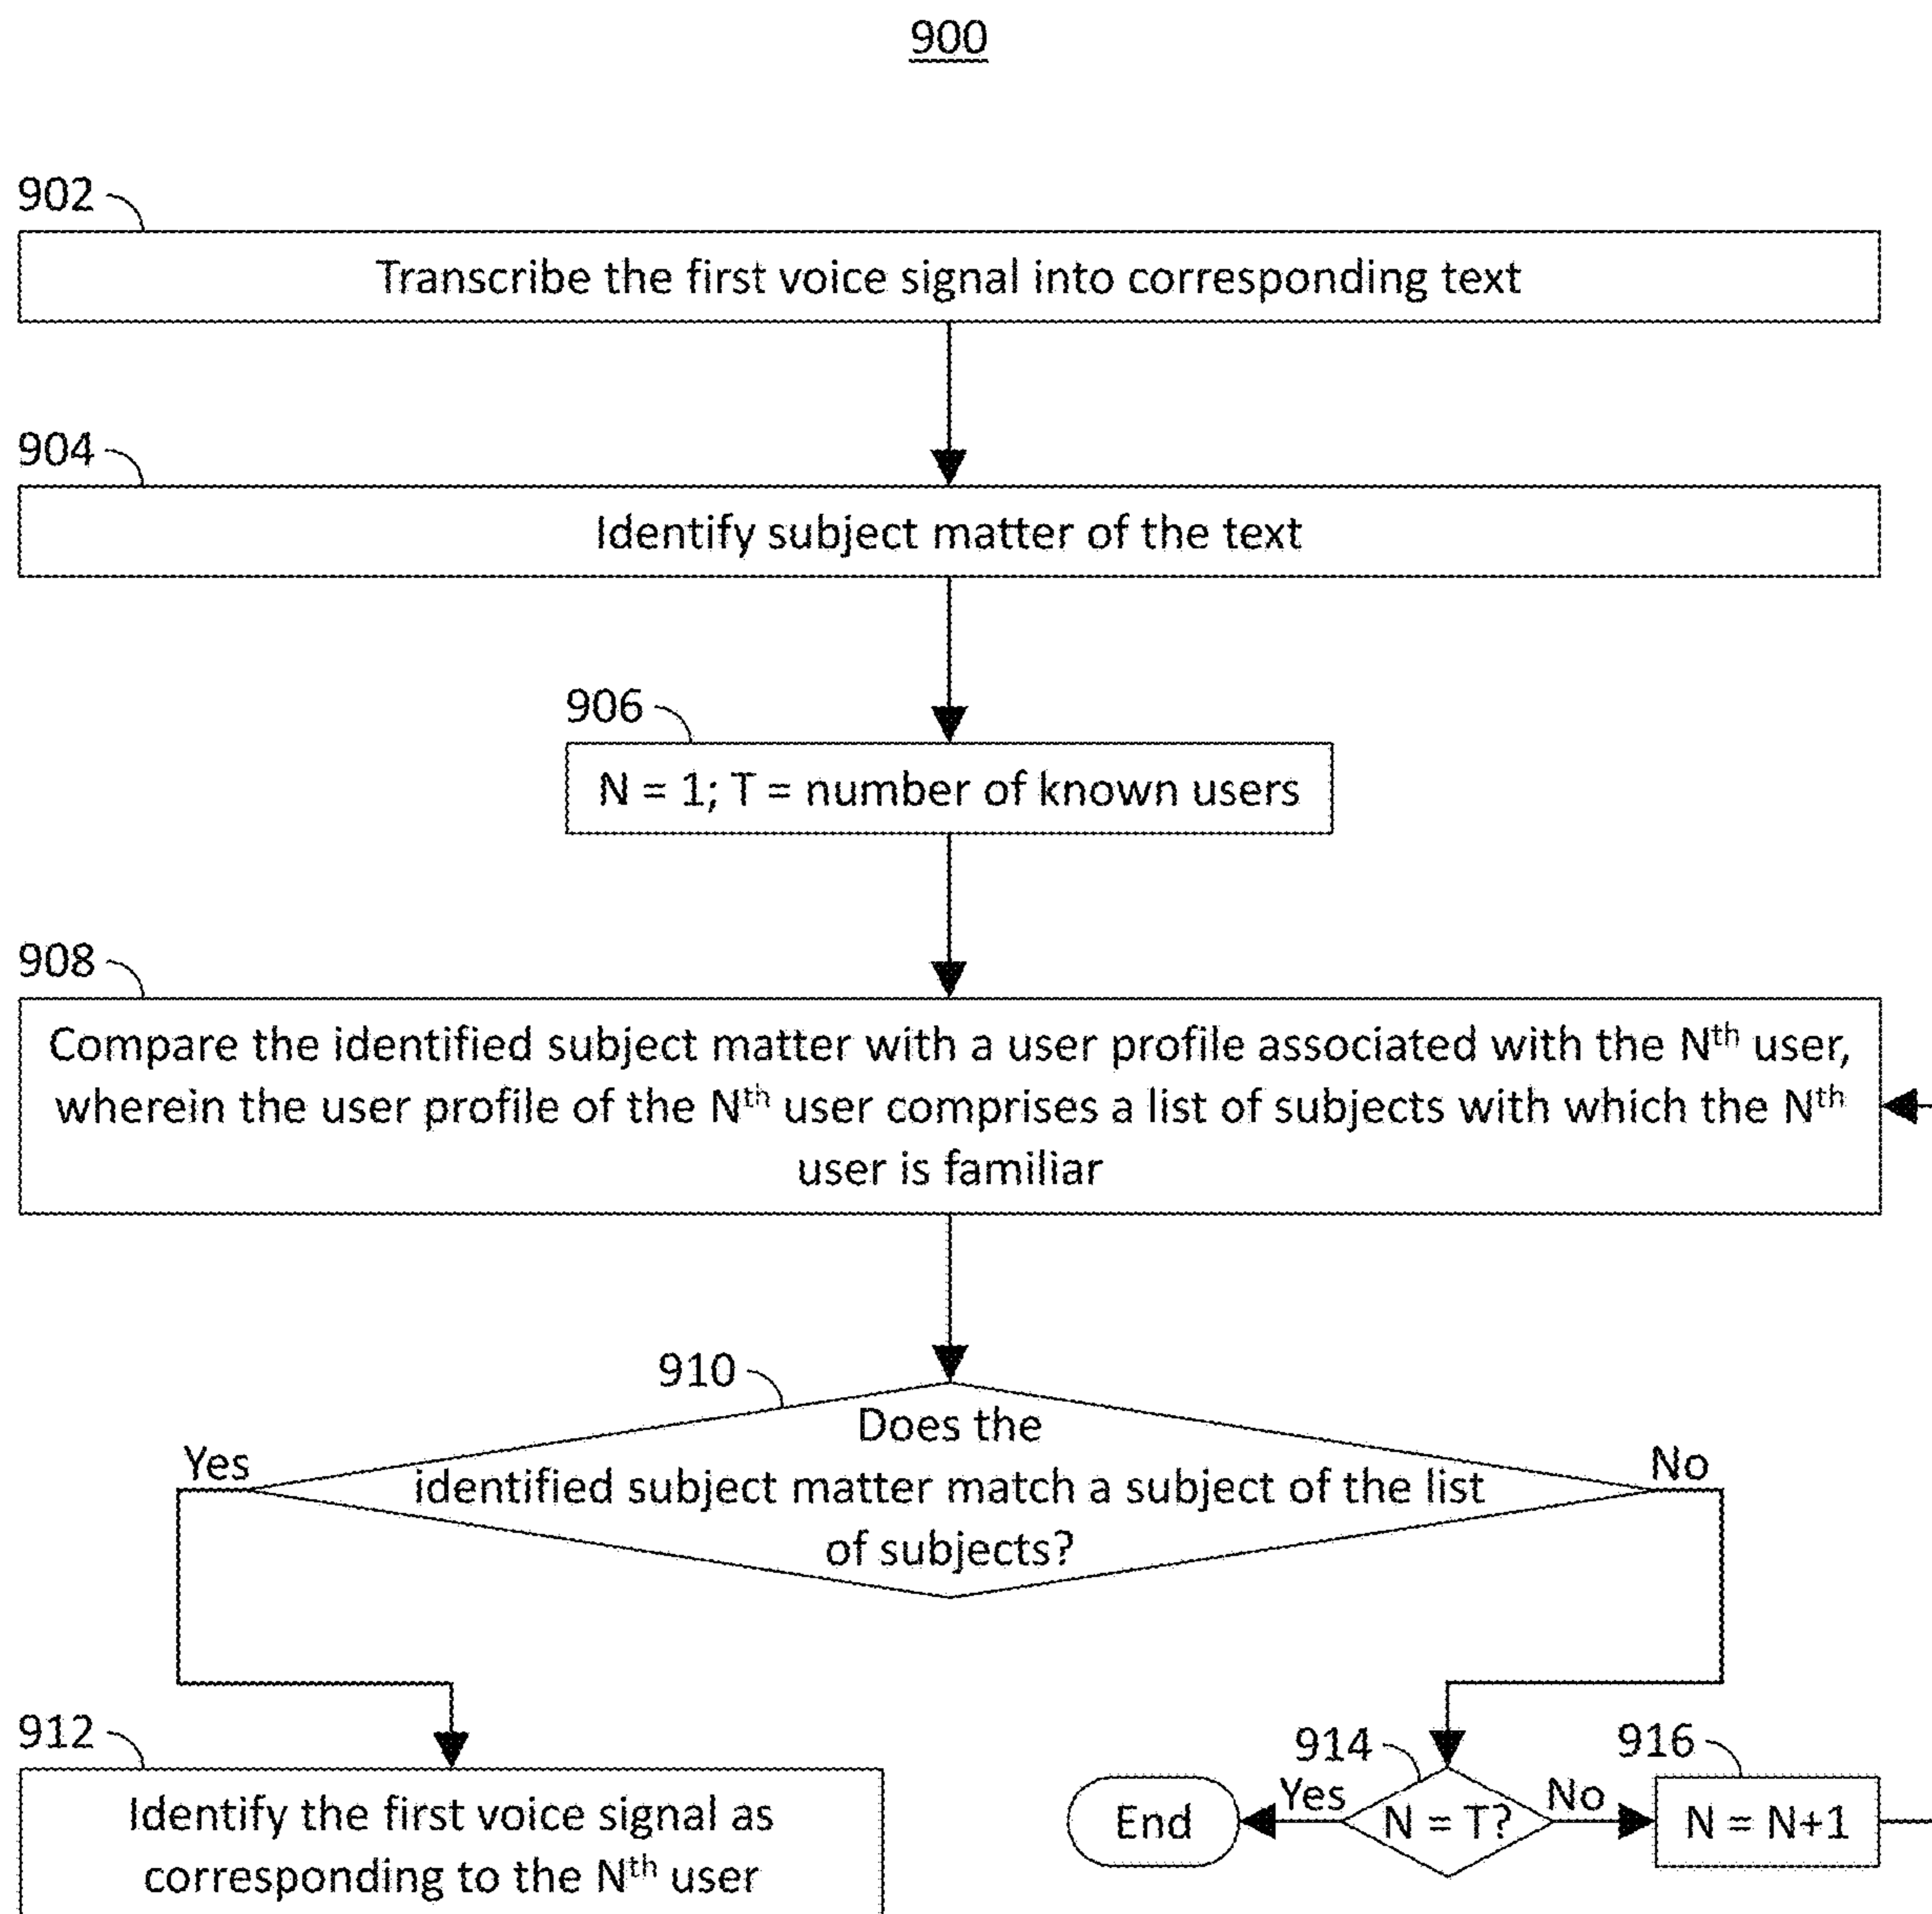 900
902
Transcribe the first voice signal into corresponding text
904
Identify subject matter of the text
906
N = 1; T = number of known users
908
Compare the identified subject matter with a user profile associated with the Nth user,
wherein the user profile of the Nth user comprises a list of subjects with which the Nth
user is familiar
910
Does the
identified subject matter match a subject of the list
of subjects?
Yes
No
912
Identify the first voice signal as
corresponding to the Nth user
914
N = T?
Yes
No
End
916
N = N+1